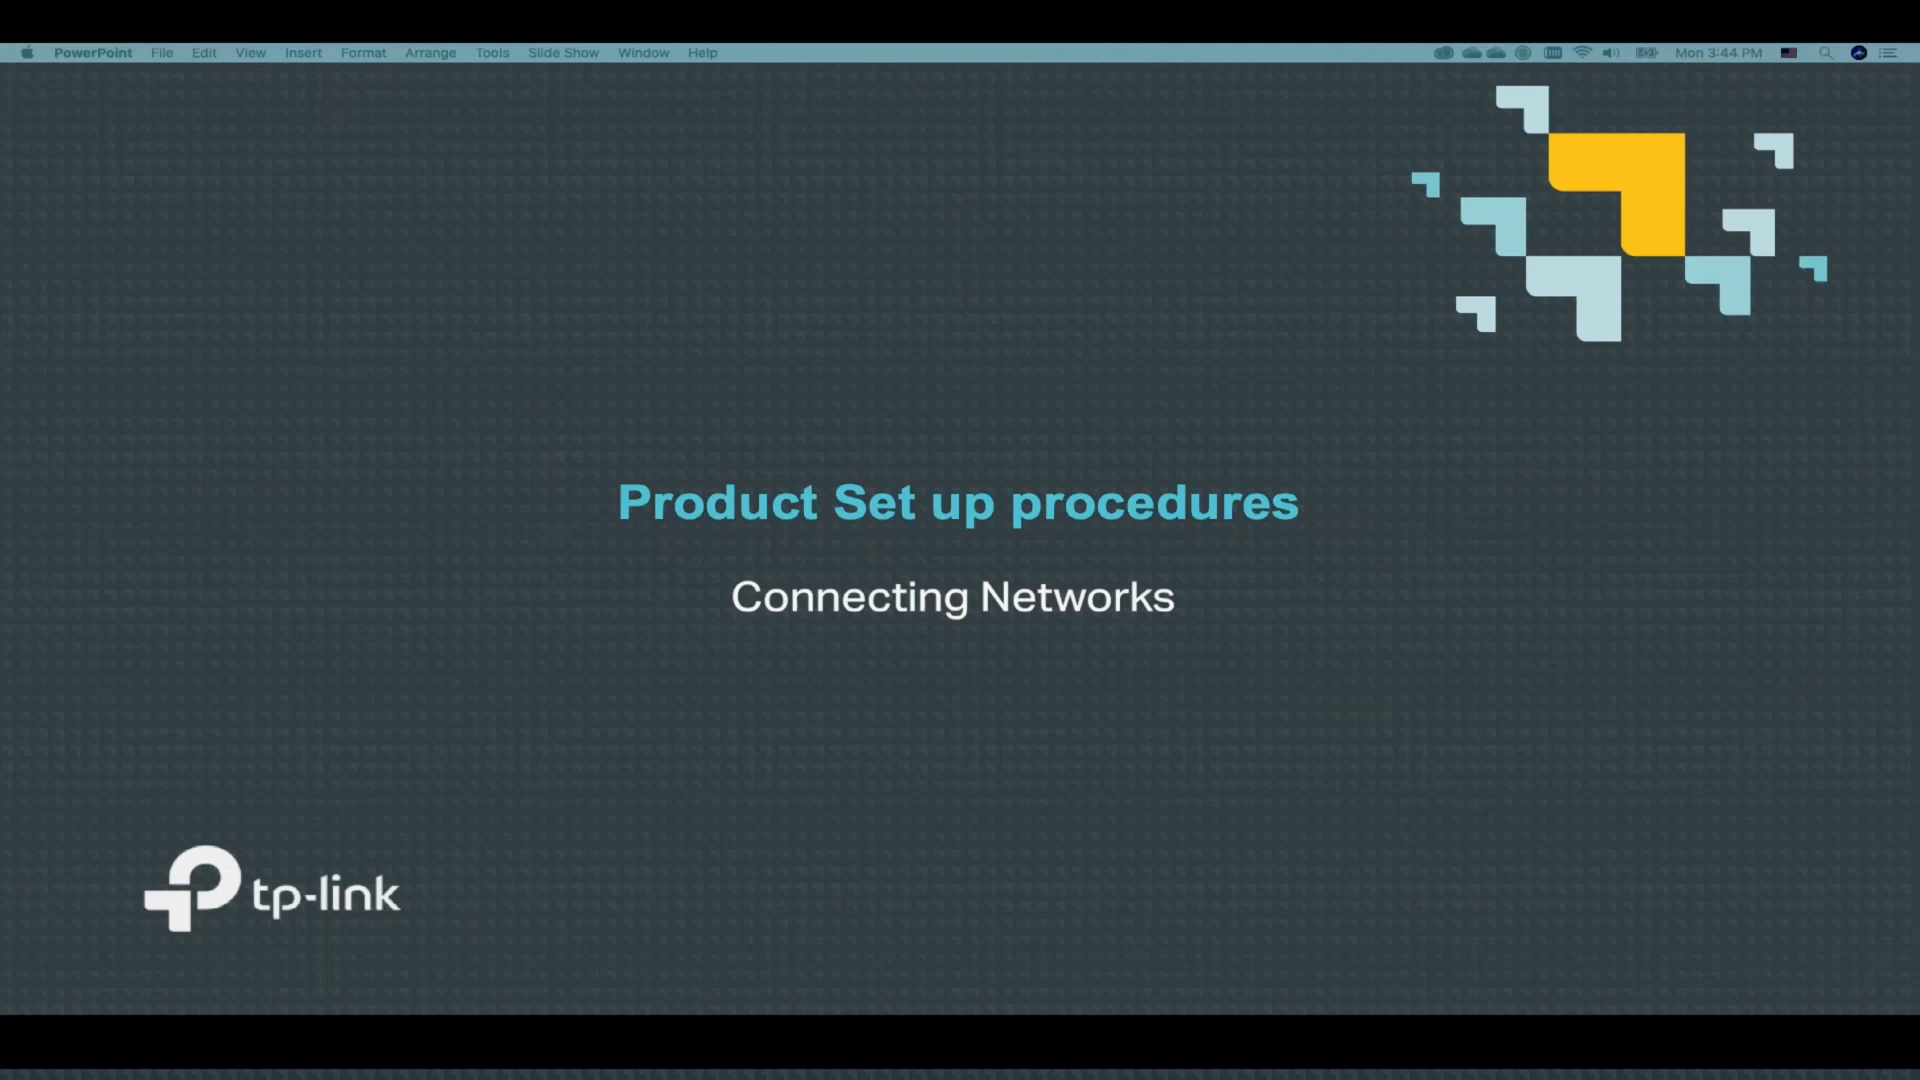 PowerPoint File Edit View Insert Format Arrange Tools Slide Show Window Help Mon 3:44 PM
Product Set up procedures
Connecting Networks
tp-link